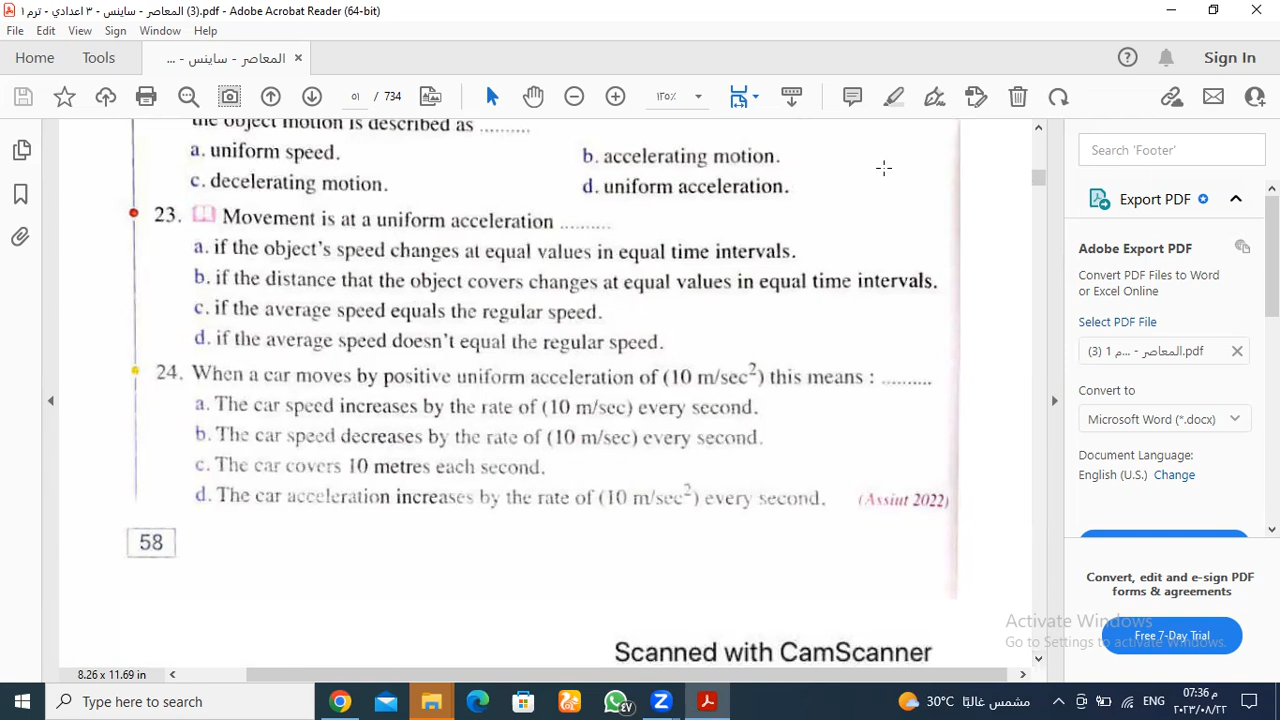 المعاصر - ساينس - ٣ اعدادي - ترم ١ (3).pdf - Adobe Acrobat Reader (64-bit)
File Edit View Sign Window Help
Home Tools المعاصر - ساينس - ... × Sign In
٥١ / 734 ١٢٥٪
the object motion is described as ..........
a. uniform speed. b. accelerating motion.
c. decelerating motion. d. uniform acceleration.
23. Movement is at a uniform acceleration ..........
a. if the object's speed changes at equal values in equal time intervals.
b. if the distance that the object covers changes at equal values in equal time intervals.
c. if the average speed equals the regular speed.
d. if the average speed doesn't equal the regular speed.
24. When a car moves by positive uniform acceleration of (10 m/sec²) this means : ..........
a. The car speed increases by the rate of (10 m/sec) every second.
b. The car speed decreases by the rate of (10 m/sec) every second.
c. The car covers 10 metres each second.
d. The car acceleration increases by the rate of (10 m/sec²) every second. (Assiut 2022)
58
Scanned with CamScanner
8.26 x 11.69 in
Search 'Footer'
Export PDF
Adobe Export PDF
Convert PDF Files to Word
or Excel Online
Select PDF File
المعاصر - ...م 1 (3).pdf ×
Convert to
Microsoft Word (*.docx)
Document Language:
English (U.S.) Change
Convert, edit and e-sign PDF
forms & agreements
Free 7-Day Trial
Activate Windows
Go to Settings to activate Windows.
Type here to search
٤٧
30°C مشمس غالبًا
ENG
07:36 م
٢٠٢٣/٠٨/٢٢